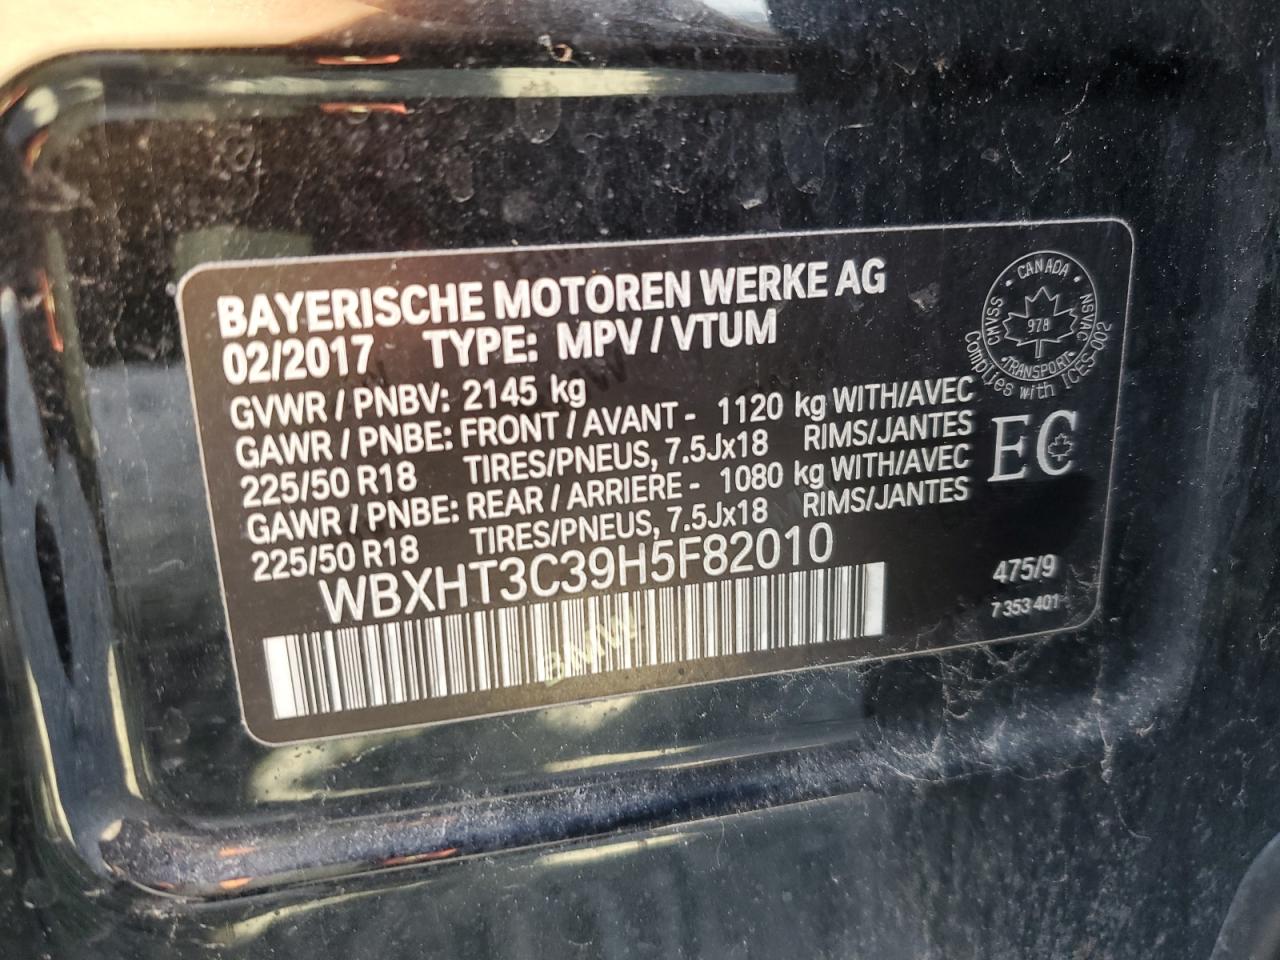 BAYERISCHE MOTOREN WERKE AG
02/2017 TYPE: MPV / VTUM
GVWR / PNBV: 2145 kg
GAWR / PNBE: FRONT / AVANT - 1120 kg WITH/AVEC
225/50 R18 TIRES/PNEUS, 7.5Jx18 RIMS/JANTES
GAWR / PNBE: REAR / ARRIERE - 1080 kg WITH/AVEC
225/50 R18 TIRES/PNEUS, 7.5Jx18 RIMS/JANTES
WBXHT3C39H5F82010
BMW
CANADA
CMVSS NSVAC
978
TRANSPORT
Complies with ICES-002
EC
475/9
7 353 401